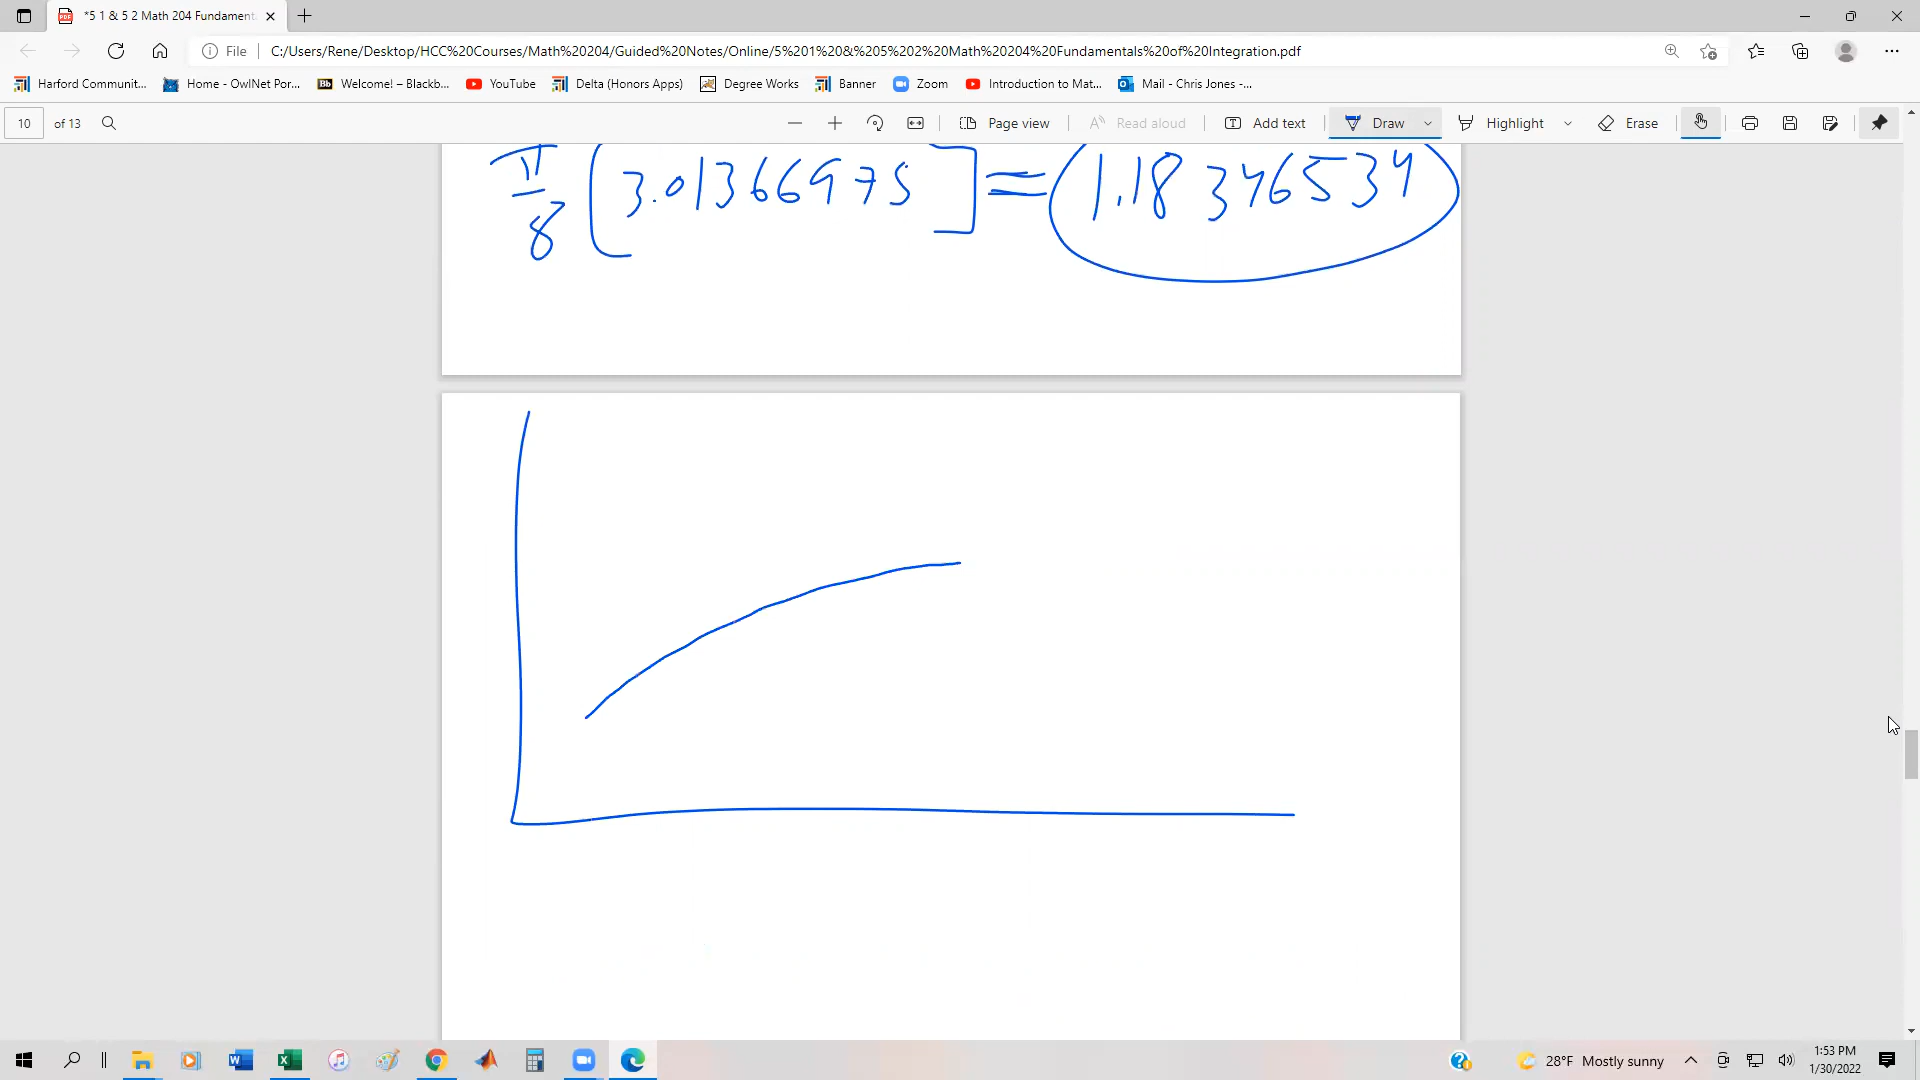 *5 1 & 5 2 Math 204 Fundament
File C:/Users/Rene/Desktop/HCC%20Courses/Math%20204/Guided%20Notes/Online/5%201%20&%205%202%20Math%20204%20Fundamentals%20of%20Integration.pdf
Harford Communit... Home - OwlNet Por... Bb Welcome! – Blackb... YouTube Delta (Honors Apps) Degree Works Banner Zoom Introduction to Mat... Mail - Chris Jones -...
10 of 13 Page view Read aloud Add text Draw Highlight Erase
π/8 [3.01366975] = 1.18346534
28°F Mostly sunny 1:53 PM
1/30/2022